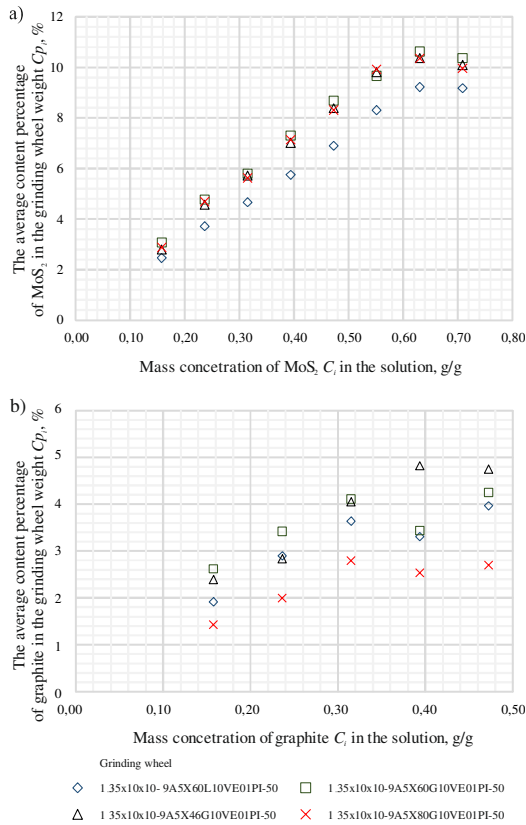 a)
The average content percentage
of MoS₂ in the grinding wheel weight Cpᵢ, %
12
10
8
6
4
2
0
0,00 0,10 0,20 0,30 0,40 0,50 0,60 0,70 0,80
Mass concetration of MoS₂ Cᵢ in the solution, g/g
b)
The average content percentage
of graphite in the grinding wheel weight Cpᵢ, %
6
5
4
3
2
1
0
0,00 0,10 0,20 0,30 0,40 0,50
Mass concetration of graphite Cᵢ in the solution, g/g
Grinding wheel
1 35x10x10- 9A5X60L10VE01PI-50 1 35x10x10-9A5X60G10VE01PI-50
1 35x10x10-9A5X46G10VE01PI-50 1 35x10x10-9A5X80G10VE01PI-50